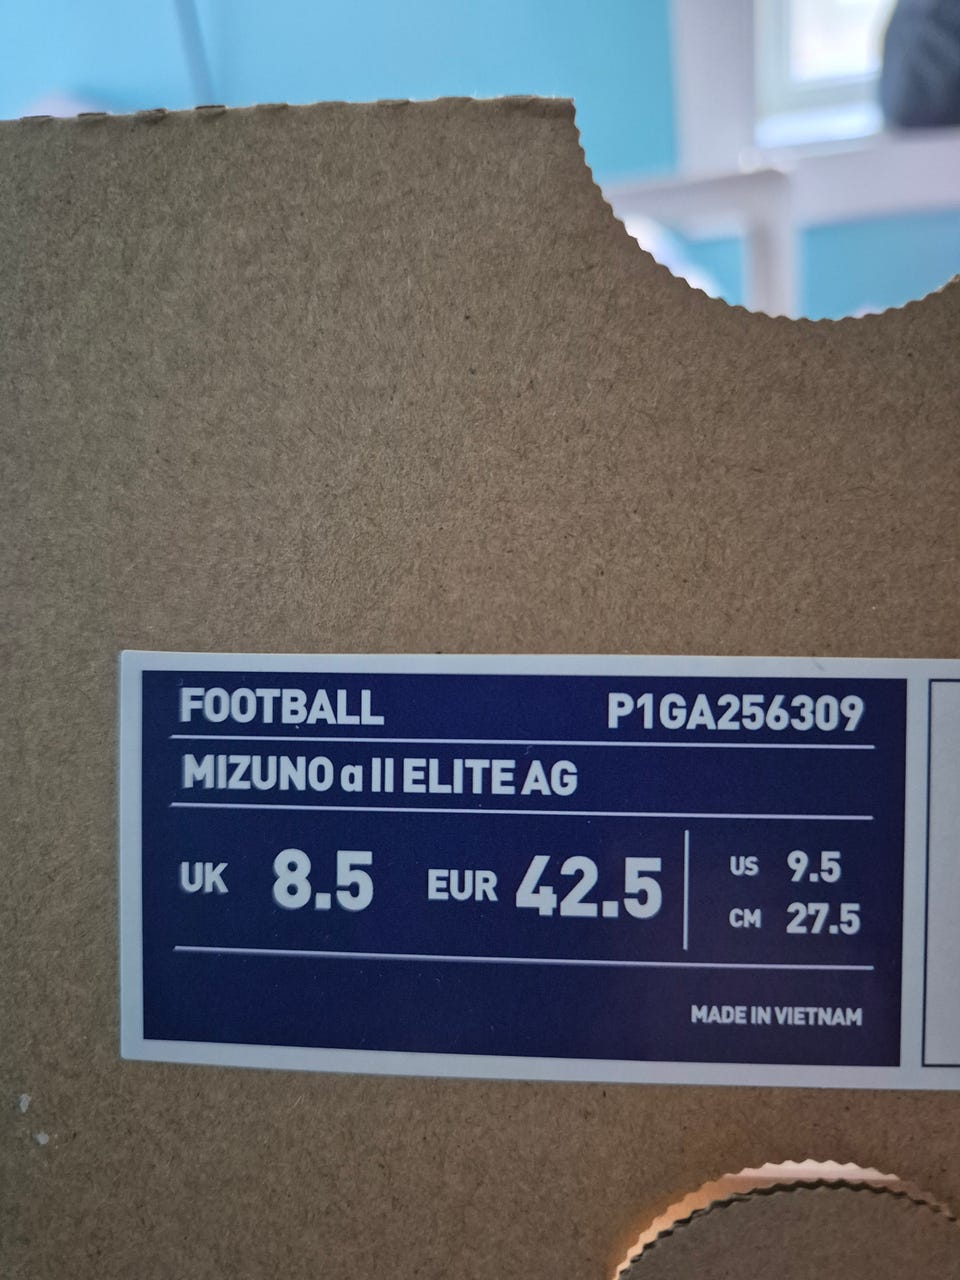 FOOTBALL P1GA256309
MIZUNO α II ELITE AG
UK 8.5 EUR 42.5 US 9.5
CM 27.5
MADE IN VIETNAM